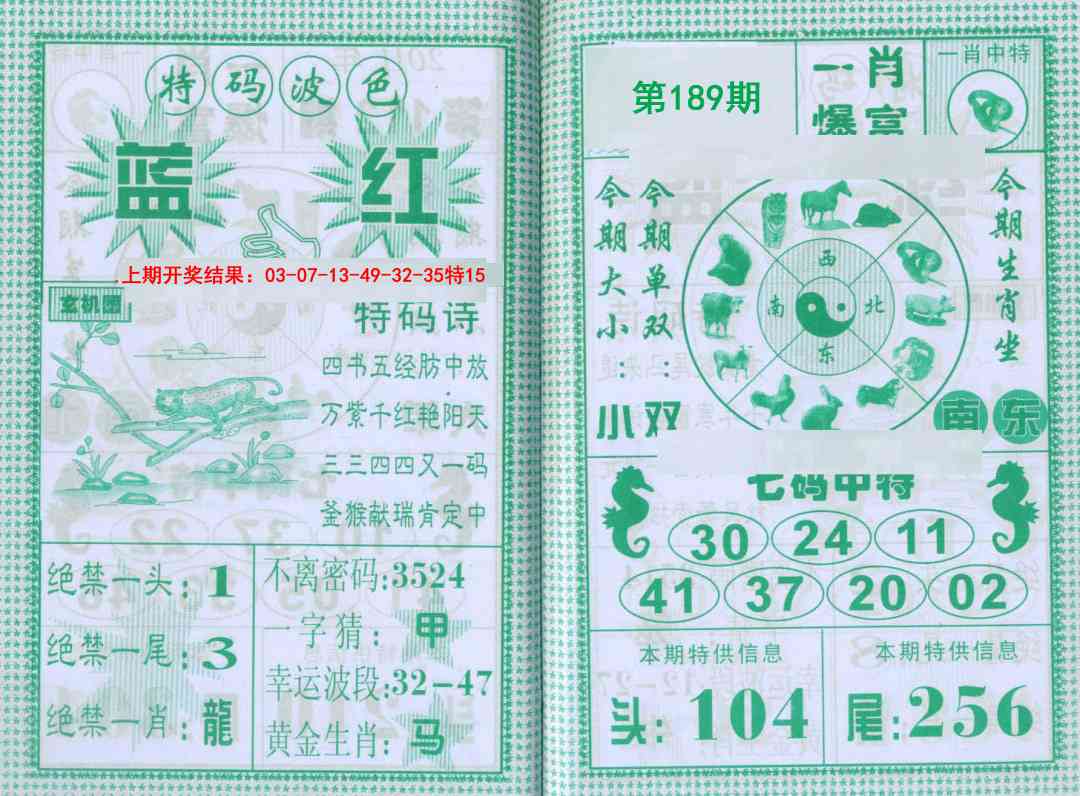 特码波色
蓝 红
上期开奖结果：03-07-13-49-32-35特15
玄机图
特码诗
四书五经肪中放
万紫千红艳阳天
三三四四又一码
釜猴献瑞肯定中
绝禁一头：1
绝禁一尾：3
绝禁一肖：龍
不离密码：3524
一字猜：甲
幸运波段：32-47
黄金生肖：马
第189期
一肖
爆富
一肖中特
今期大小：小
今期单双：双
西
南 北
东
今期生肖坐
南 东
七码中特
30 24 11
41 37 20 02
本期特供信息
头：104
本期特供信息
尾：256